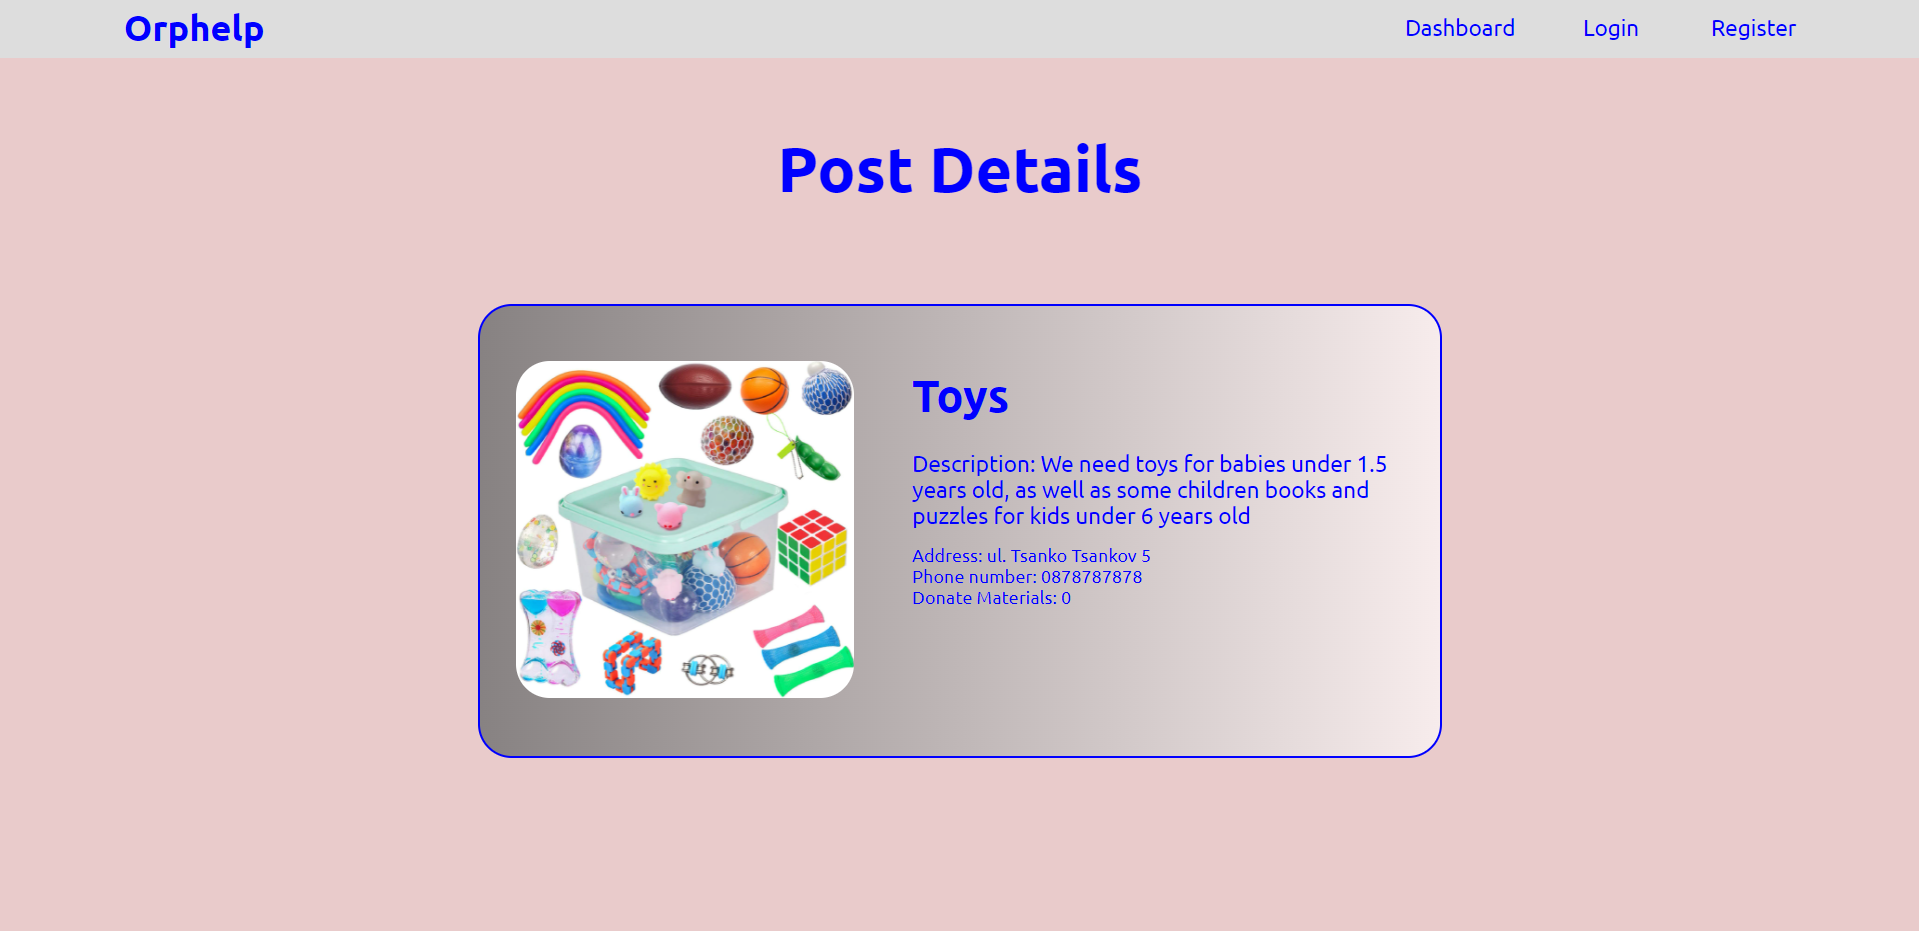 Orphelp
Dashboard
Login
Register
Post Details
Toys
Description: We need toys for babies under 1.5
years old, as well as some children books and
puzzles for kids under 6 years old
Address: ul. Tsanko Tsankov 5
Phone number: 0878787878
Donate Materials: 0